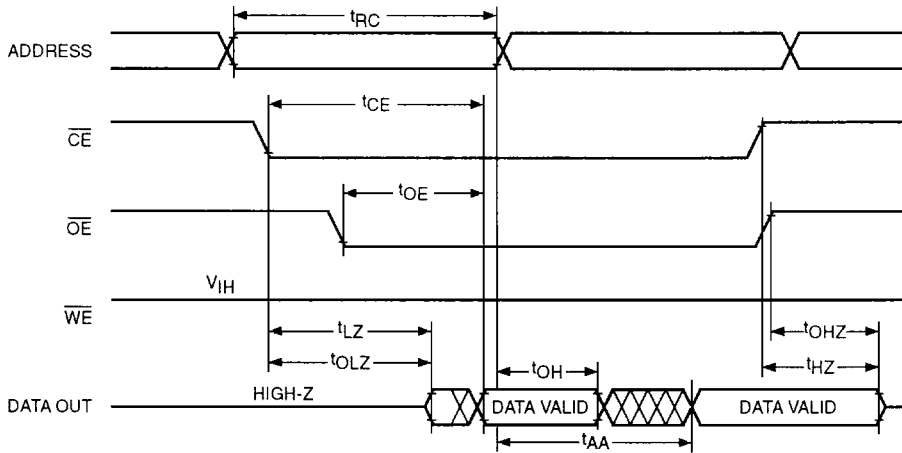 tRC
ADDRESS
tCE
CE
tOE
OE
VIH
WE
tLZ
tOHZ
tOLZ
tOH
tHZ
HIGH-Z
DATA OUT
DATA VALID
DATA VALID
tAA